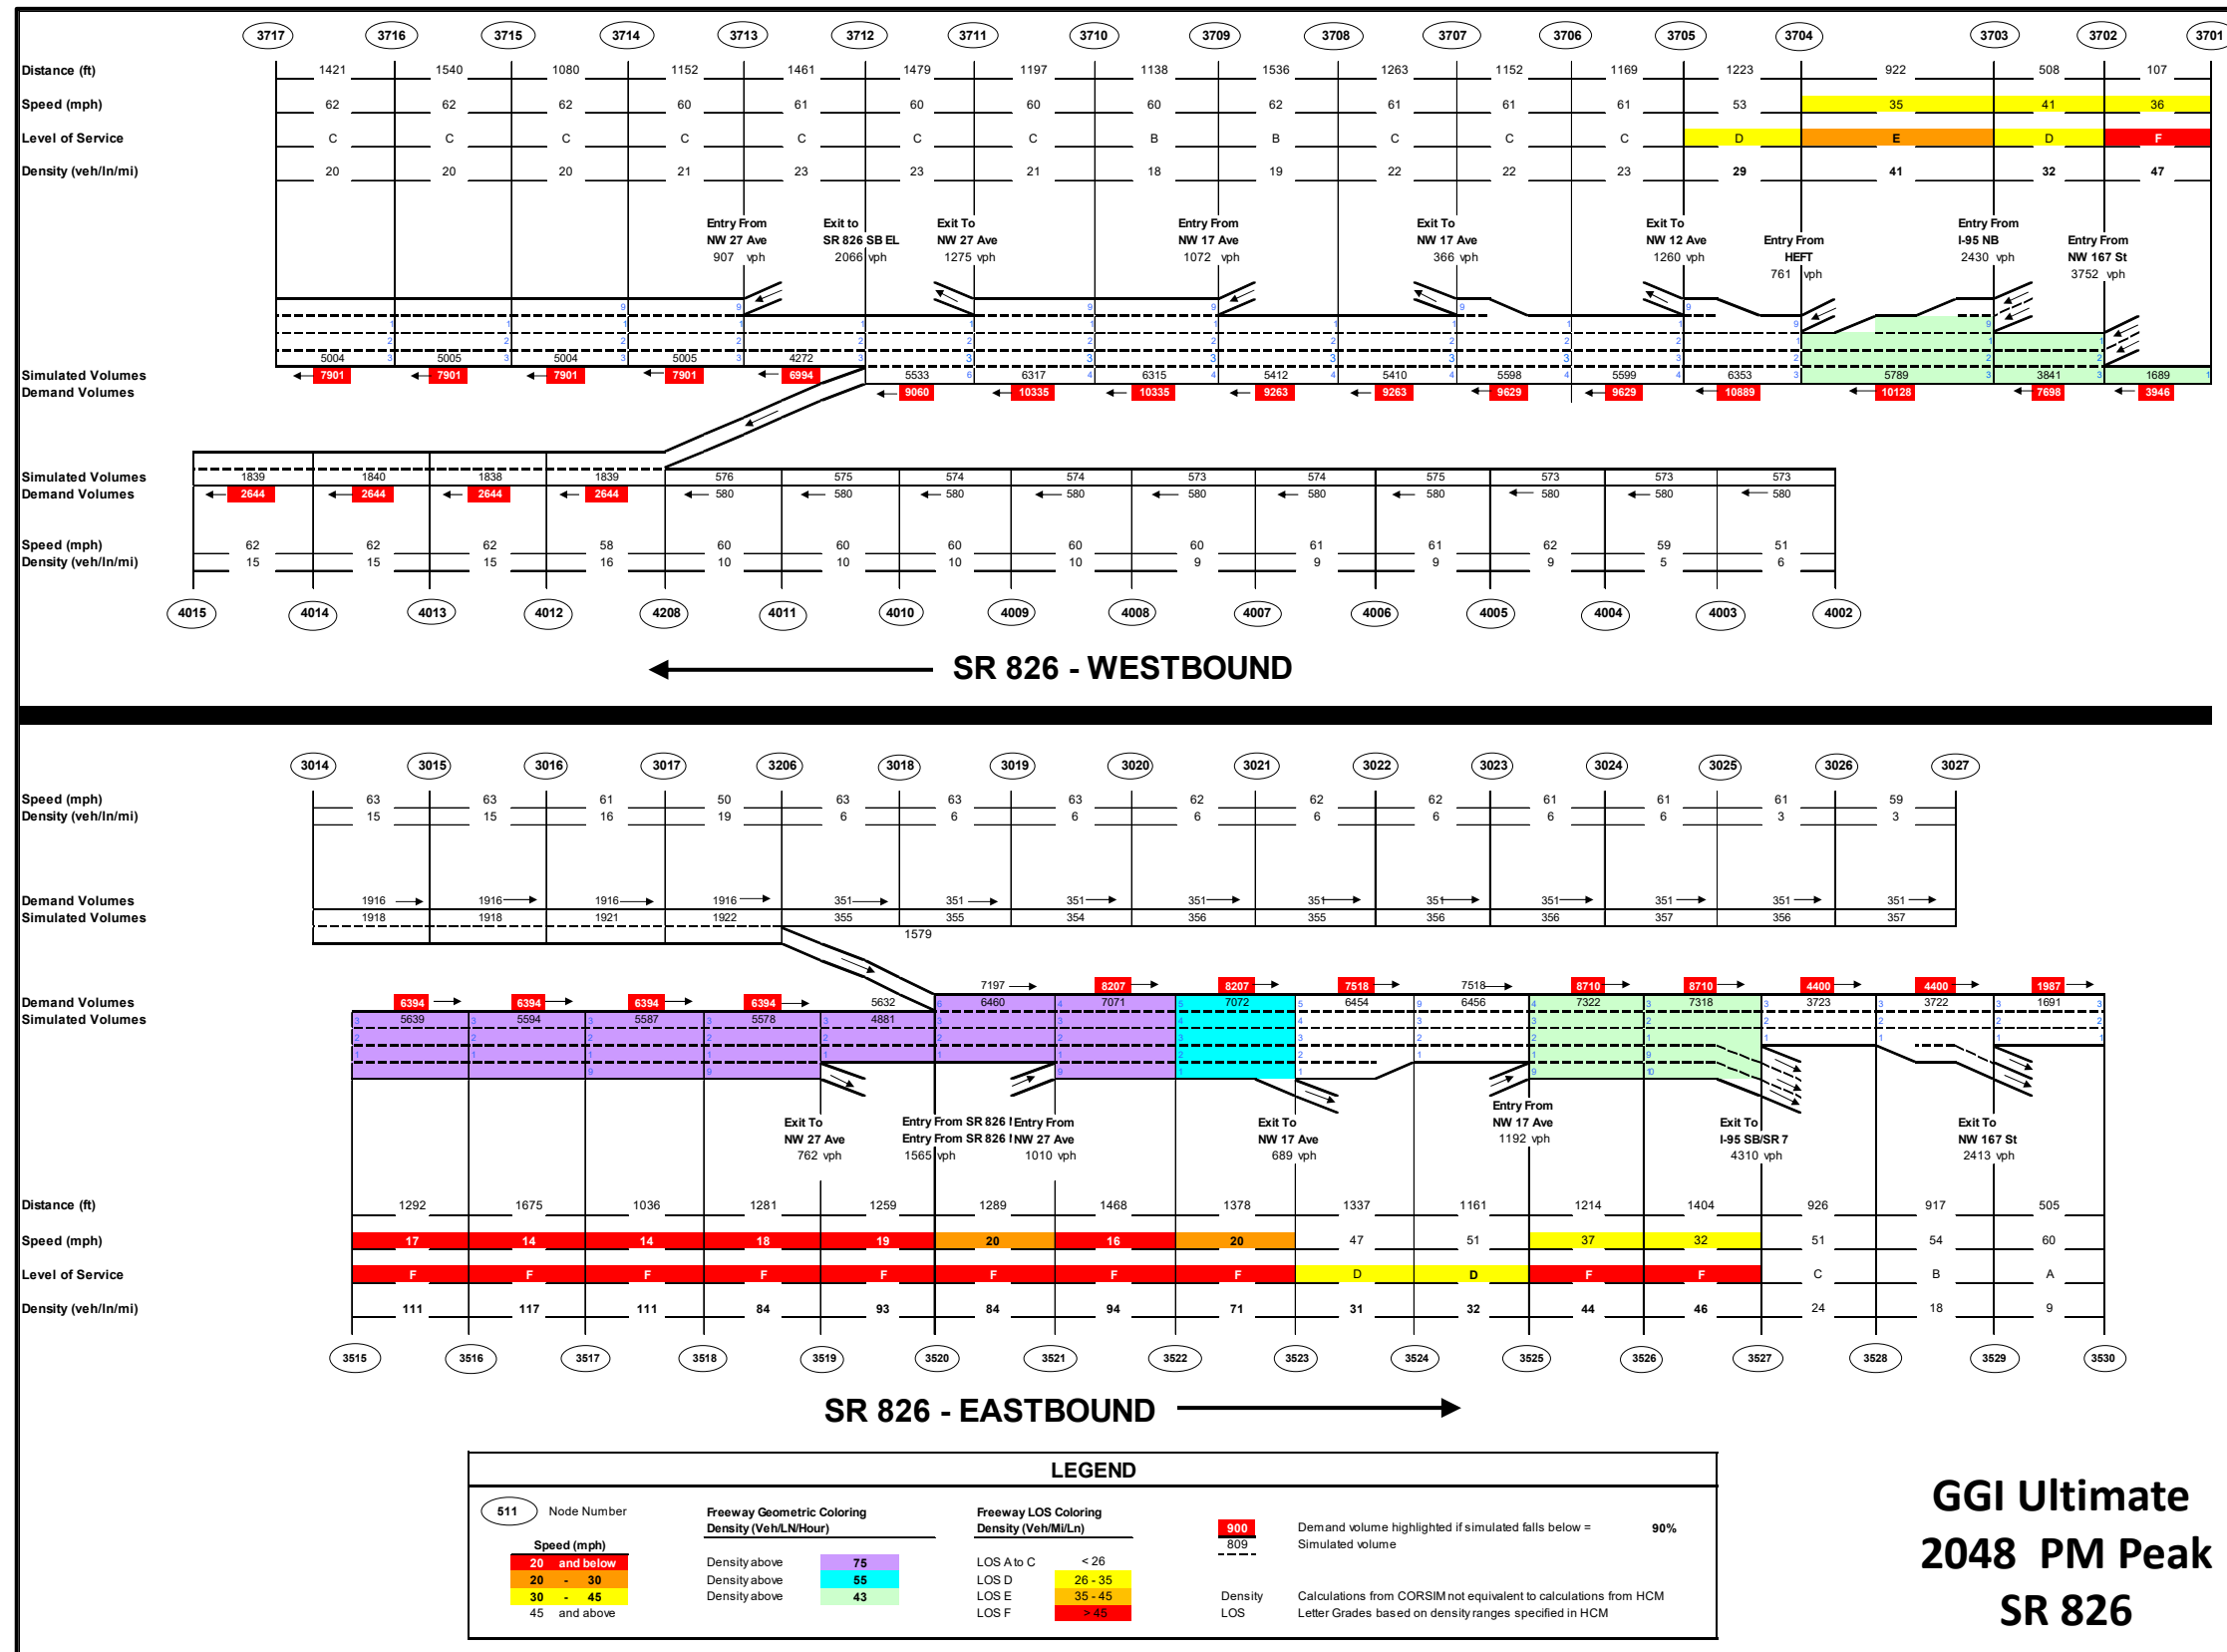 3717 3716 3715 3714 3713 3712 3711 3710 3709 3708 3707 3706 3705 3704 3703 3702 3701
Distance (ft) 1421 1540 1080 1152 1461 1479 1197 1138 1536 1263 1152 1169 1223 922 508 107
Speed (mph) 62 62 62 60 61 60 60 60 62 61 61 61 53 35 41 36
Level of Service C C C C C C C B B C C C D E D F
Density (veh/ln/mi) 20 20 20 21 23 23 21 18 19 22 22 23 29 41 32 47
Entry From Exit to Exit To Entry From Exit To Exit To Entry From
NW 27 Ave SR 826 SB EL NW 27 Ave NW 17 Ave NW 17 Ave NW 12 Ave Entry From I-95 NB Entry From
907 vph 2066 vph 1275 vph 1072 vph 366 vph 1260 vph HEFT 2430 vph NW 167 St
761 vph 3752 vph
5004 5005 5004 5005 4272
Simulated Volumes 7901 7901 7901 7901 6994 5533 6317 6315 5412 5410 5598 5599 6353 5789 3841 1689
Demand Volumes 9060 10335 10335 9263 9263 9629 9629 10889 10128 7698 3946
Simulated Volumes 1839 1840 1838 1839 576 575 574 574 573 574 575 573 573 573
Demand Volumes 2644 2644 2644 2644 580 580 580 580 580 580 580 580 580 580
Speed (mph) 62 62 62 58 60 60 60 60 60 61 61 62 59 51
Density (veh/ln/mi) 15 15 15 16 10 10 10 10 9 9 9 9 5 6
4015 4014 4013 4012 4208 4011 4010 4009 4008 4007 4006 4005 4004 4003 4002
SR 826 - WESTBOUND
3014 3015 3016 3017 3206 3018 3019 3020 3021 3022 3023 3024 3025 3026 3027
Speed (mph) 63 63 61 50 63 63 63 62 62 62 61 61 61 59
Density (veh/ln/mi) 15 15 16 19 6 6 6 6 6 6 6 6 3 3
Demand Volumes 1916 1916 1916 1916 351 351 351 351 351 351 351 351 351 351
Simulated Volumes 1918 1918 1921 1922 355 355 354 356 355 356 356 357 356 357
1579
7197 8207 8207 7518 7518 8710 8710 4400 4400 1987
Demand Volumes 6394 6394 6394 6394 5632 6460 7071 7072 6454 6456 7322 7318 3723 3722 1691
Simulated Volumes 5639 5594 5587 5578 4881
Exit To Entry From SR 826 Entry From Exit To Entry From Exit To Exit To
NW 27 Ave Entry From SR 826 NW 27 Ave NW 17 Ave NW 17 Ave I-95 SB/SR 7 NW 167 St
762 vph 1565 vph 1010 vph 689 vph 1192 vph 4310 vph 2413 vph
Distance (ft) 1292 1675 1036 1281 1259 1289 1468 1378 1337 1161 1214 1404 926 917 505
Speed (mph) 17 14 14 18 19 20 16 20 47 51 37 32 51 54 60
Level of Service F F F F F F F F D D F F C B A
Density (veh/ln/mi) 111 117 111 84 93 84 94 71 31 32 44 46 24 18 9
3515 3516 3517 3518 3519 3520 3521 3522 3523 3524 3525 3526 3527 3528 3529 3530
SR 826 - EASTBOUND
LEGEND
511 Node Number
Speed (mph)
20 and below
20 - 30
30 - 45
45 and above
Freeway Geometric Coloring
Density (Veh/LN/Hour)
Density above 75
Density above 55
Density above 43
Freeway LOS Coloring
Density (Veh/Mi/Ln)
LOS A to C < 26
LOS D 26 - 35
LOS E 35 - 45
LOS F > 45
900 Demand volume highlighted if simulated falls below = 90%
809 Simulated volume
Density Calculations from CORSIM not equivalent to calculations from HCM
LOS Letter Grades based on density ranges specified in HCM
GGI Ultimate
2048 PM Peak
SR 826